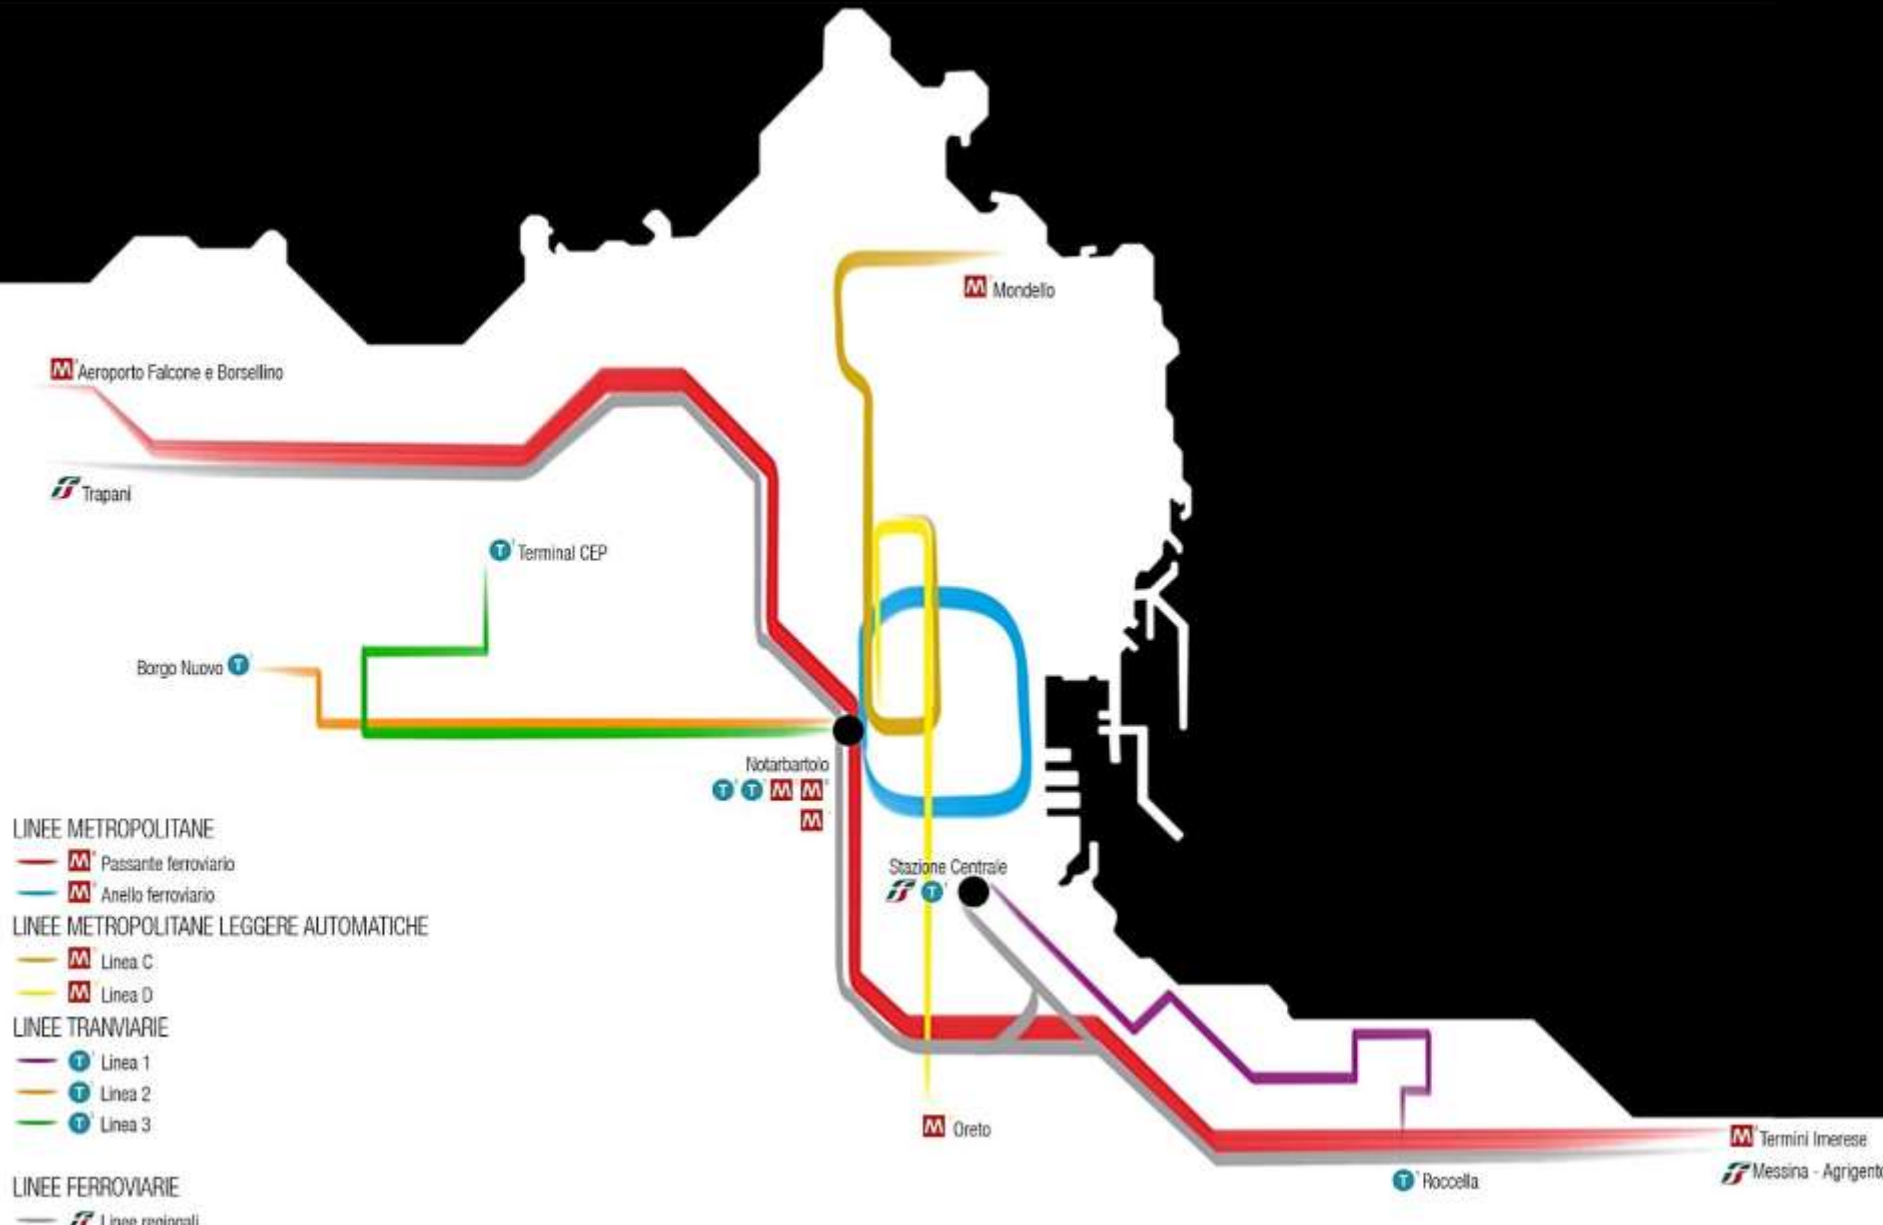 M Mondello
M Aeroporto Falcone e Borsellino
Trapani
T Terminal CEP
Borgo Nuovo T
Notarbartolo
T T M M
M
Stazione Centrale
T
M Oreto
M Termini Imerese
Messina - Agrigento
T Roccella
LINEE METROPOLITANE
M Passante ferroviario
M Anello ferroviario
LINEE METROPOLITANE LEGGERE AUTOMATICHE
M Linea C
M Linea D
LINEE TRANVIARIE
T Linea 1
T Linea 2
T Linea 3
LINEE FERROVIARIE
Linee regionali